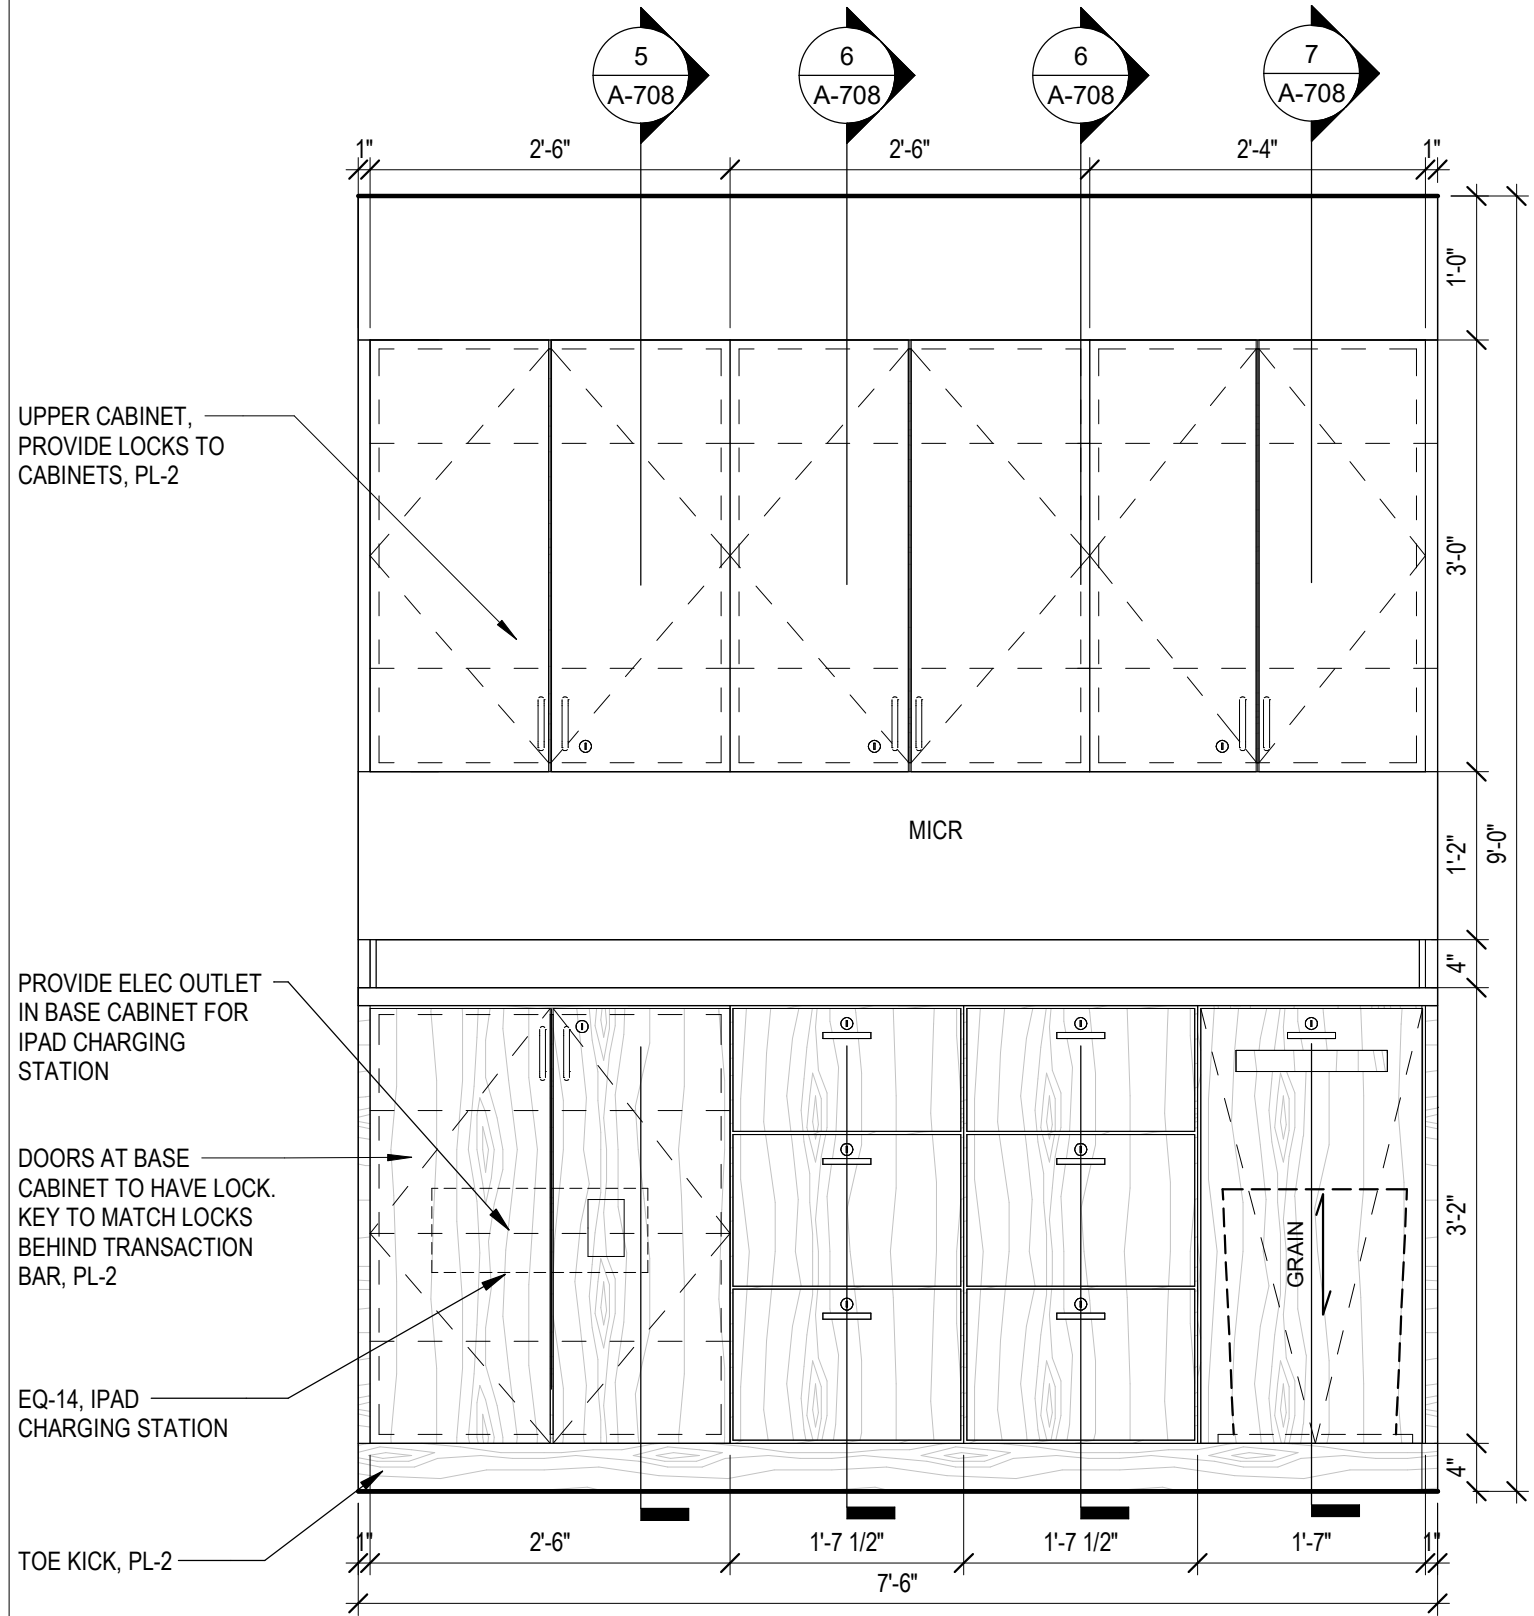 5
A-708
6
A-708
6
A-708
7
A-708
1"
2'-6"
2'-6"
2'-4"
1"
1'-0"
UPPER CABINET,
PROVIDE LOCKS TO
CABINETS, PL-2
3'-0"
MICR
1'-2"
9'-0"
4"
PROVIDE ELEC OUTLET
IN BASE CABINET FOR
IPAD CHARGING
STATION
DOORS AT BASE
CABINET TO HAVE LOCK.
KEY TO MATCH LOCKS
BEHIND TRANSACTION
BAR, PL-2
3'-2"
GRAIN
EQ-14, IPAD
CHARGING STATION
4"
TOE KICK, PL-2
1"
2'-6"
1'-7 1/2"
1'-7 1/2"
1'-7"
1"
7'-6"